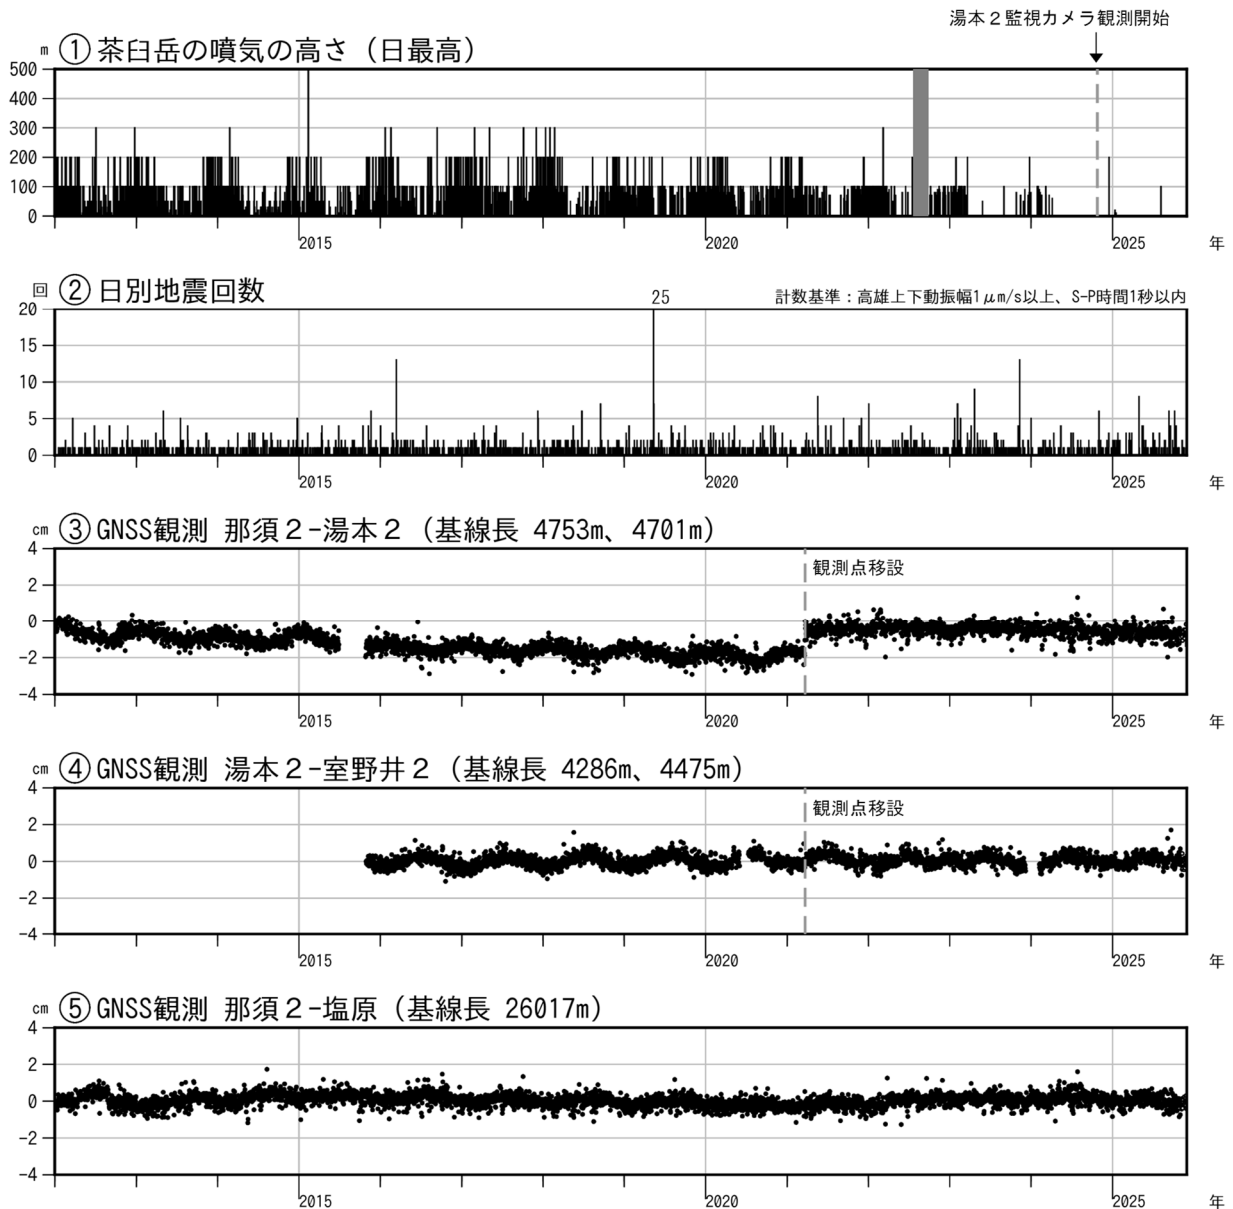 湯本２監視カメラ観測開始
m ①茶臼岳の噴気の高さ（日最高）
500
400
300
200
100
0
2015 2020 2025 年
回 ②日別地震回数
25 計数基準：高雄上下動振幅1μm/s以上、S-P時間1秒以内
20
15
10
5
0
2015 2020 2025 年
cm ③GNSS観測 那須２−湯本２（基線長 4753m、4701m）
4
観測点移設
2
0
−2
−4
2015 2020 2025 年
cm ④GNSS観測 湯本２−室野井２（基線長 4286m、4475m）
4
観測点移設
2
0
−2
−4
2015 2020 2025 年
cm ⑤GNSS観測 那須２−塩原（基線長 26017m）
4
2
0
−2
−4
2015 2020 2025 年